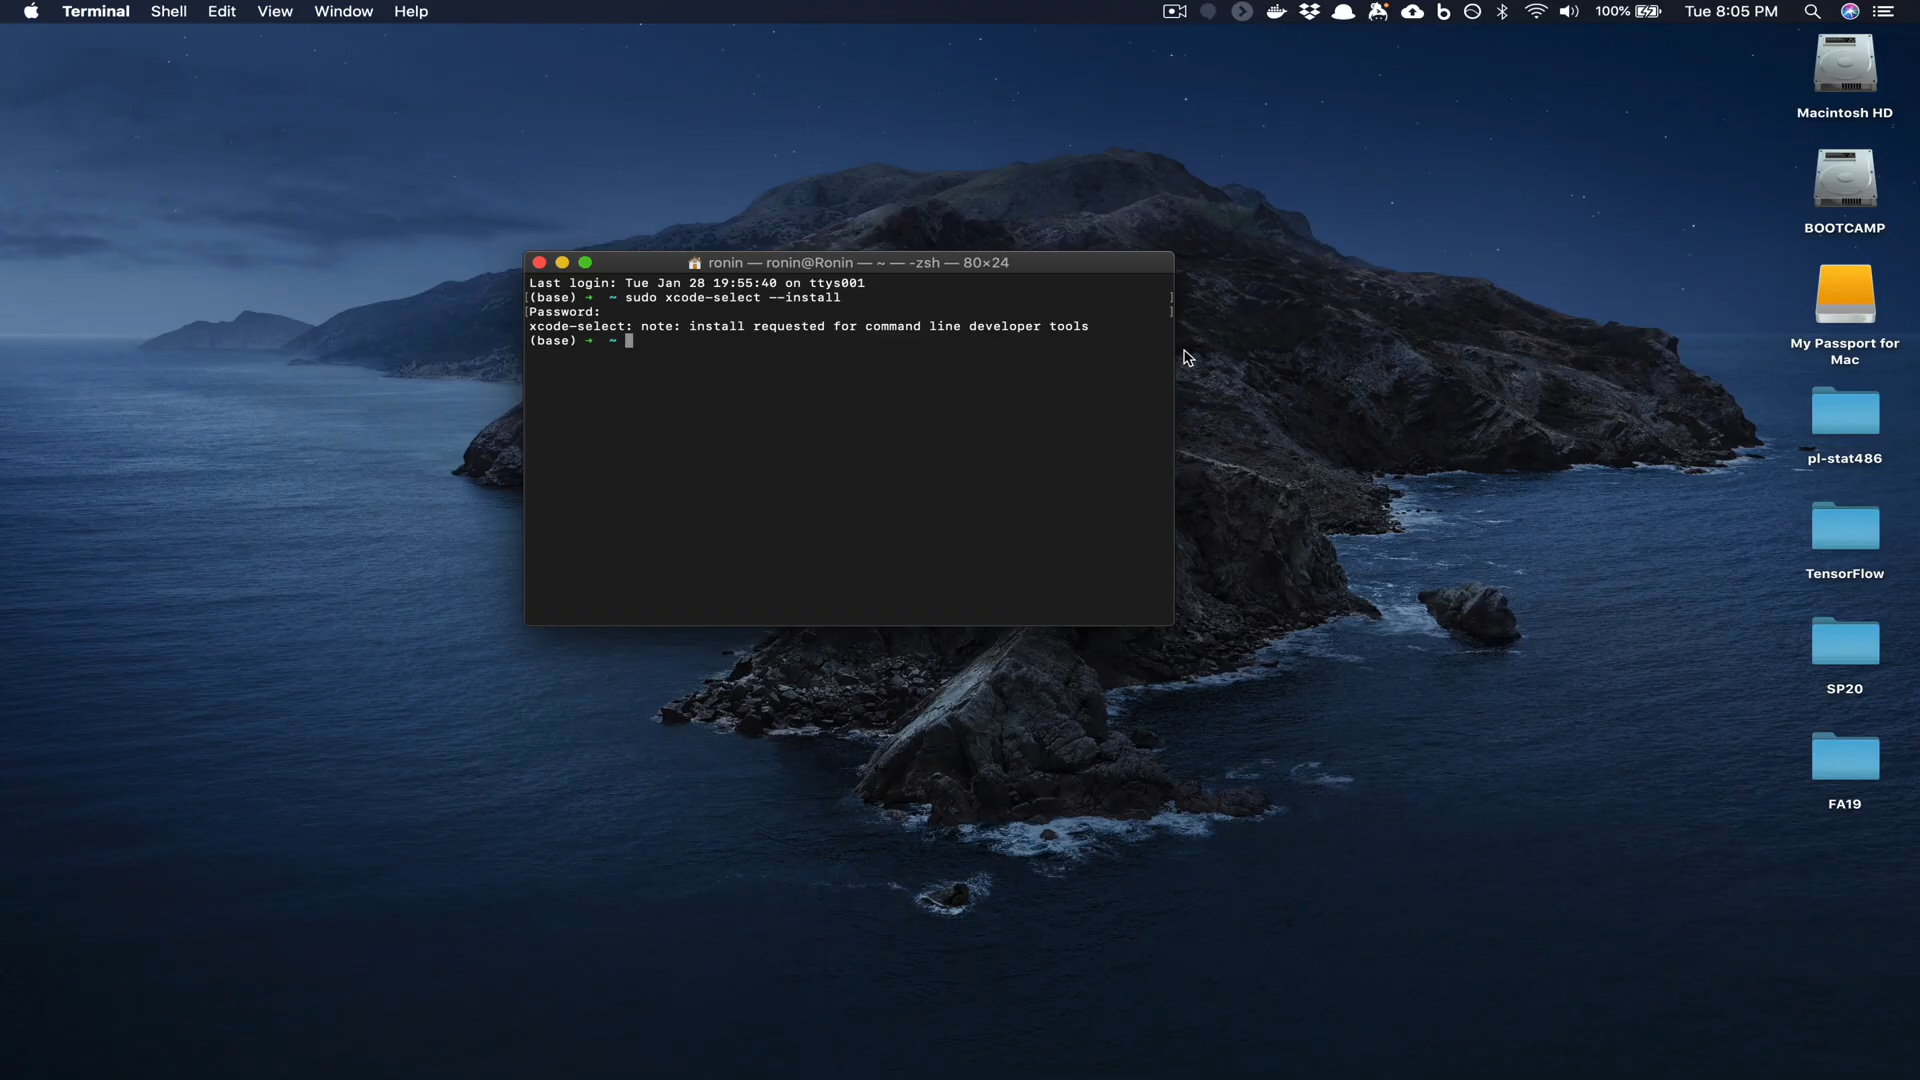 Terminal Shell Edit View Window Help 100% Tue 8:05 PM
Macintosh HD
BOOTCAMP
My Passport for
Mac
pl-stat486
TensorFlow
SP20
FA19
ronin — ronin@Ronin — ~ — -zsh — 80×24
Last login: Tue Jan 28 19:55:40 on ttys001
[(base) ➜ ~ sudo xcode-select --install ]
[Password: ]
xcode-select: note: install requested for command line developer tools
(base) ➜ ~